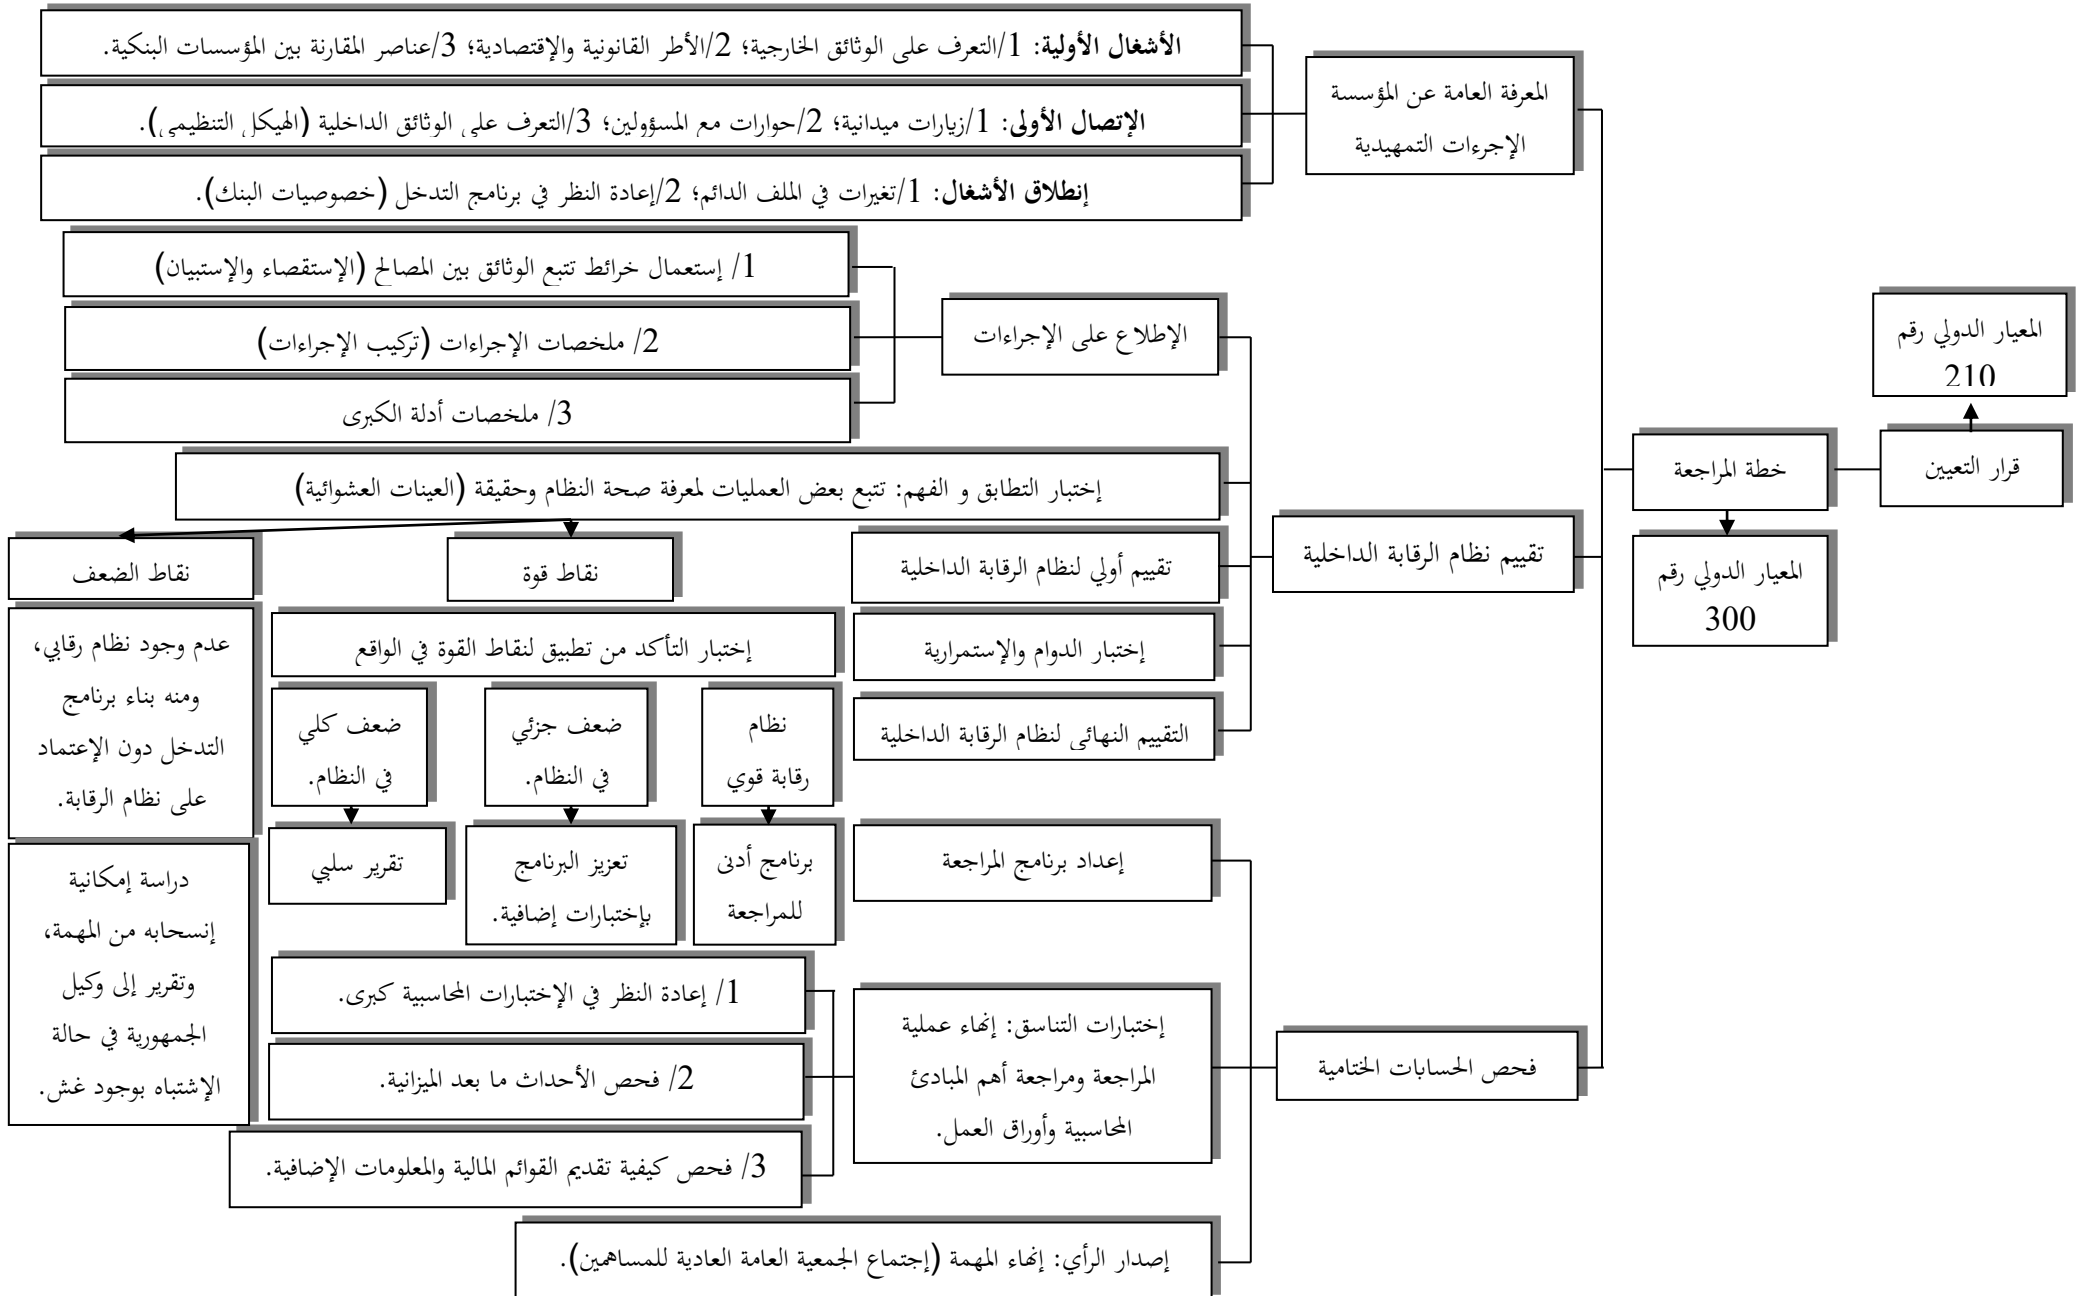 الأشغال الأولية: 1/التعرف على الوثائق الخارجية؛ 2/الأطر القانونية والإقتصادية؛ 3/عناصر المقارنة بين المؤسسات البنكية.
المعرفة العامة عن المؤسسة
الإجرءات التمهيدية
الإتصال الأولى: 1/زيارات ميدانية؛ 2/حوارات مع المسؤولين؛ 3/التعرف على الوثائق الداخلية (الهيكل التنظيمي).
إنطلاق الأشغال: 1/تغيرات في الملف الدائم؛ 2/إعادة النظر في برنامج التدخل (خصوصيات البنك).
1/ إستعمال خرائط تتبع الوثائق بين المصالح (الإستقصاء والإستبيان)
الإطلاع على الإجراءات
2/ ملخصات الإجراءات (تركيب الإجراءات)
3/ ملخصات أدلة الكبرى
المعيار الدولي رقم
210
قرار التعيين
خطة المراجعة
المعيار الدولي رقم
300
إختبار التطابق و الفهم: تتبع بعض العمليات لمعرفة صحة النظام وحقيقة (العينات العشوائية)
تقييم نظام الرقابة الداخلية
تقييم أولي لنظام الرقابة الداخلية
نقاط قوة
نقاط الضعف
إختبار الدوام والإستمرارية
إختبار التأكد من تطبيق لنقاط القوة في الواقع
عدم وجود نظام رقابي،
ومنه بناء برنامج
التدخل دون الإعتماد
على نظام الرقابة.
التقييم النهائي لنظام الرقابة الداخلية
نظام
رقابة قوي
ضعف جزئي
في النظام.
ضعف كلي
في النظام.
إعداد برنامج المراجعة
برنامج أدنى
للمراجعة
تعزيز البرنامج
بإختبارات إضافية.
تقرير سلبي
دراسة إمكانية
إنسحابه من المهمة،
وتقرير إلى وكيل
الجمهورية في حالة
الإشتباه بوجود غش.
فحص الحسابات الختامية
إختبارات التناسق: إنهاء عملية
المراجعة ومراجعة أهم المبادئ
المحاسبية وأوراق العمل.
1/ إعادة النظر في الإختبارات المحاسبية كبرى.
2/ فحص الأحداث ما بعد الميزانية.
3/ فحص كيفية تقديم القوائم المالية والمعلومات الإضافية.
إصدار الرأي: إنهاء المهمة (إجتماع الجمعية العامة العادية للمساهمين).